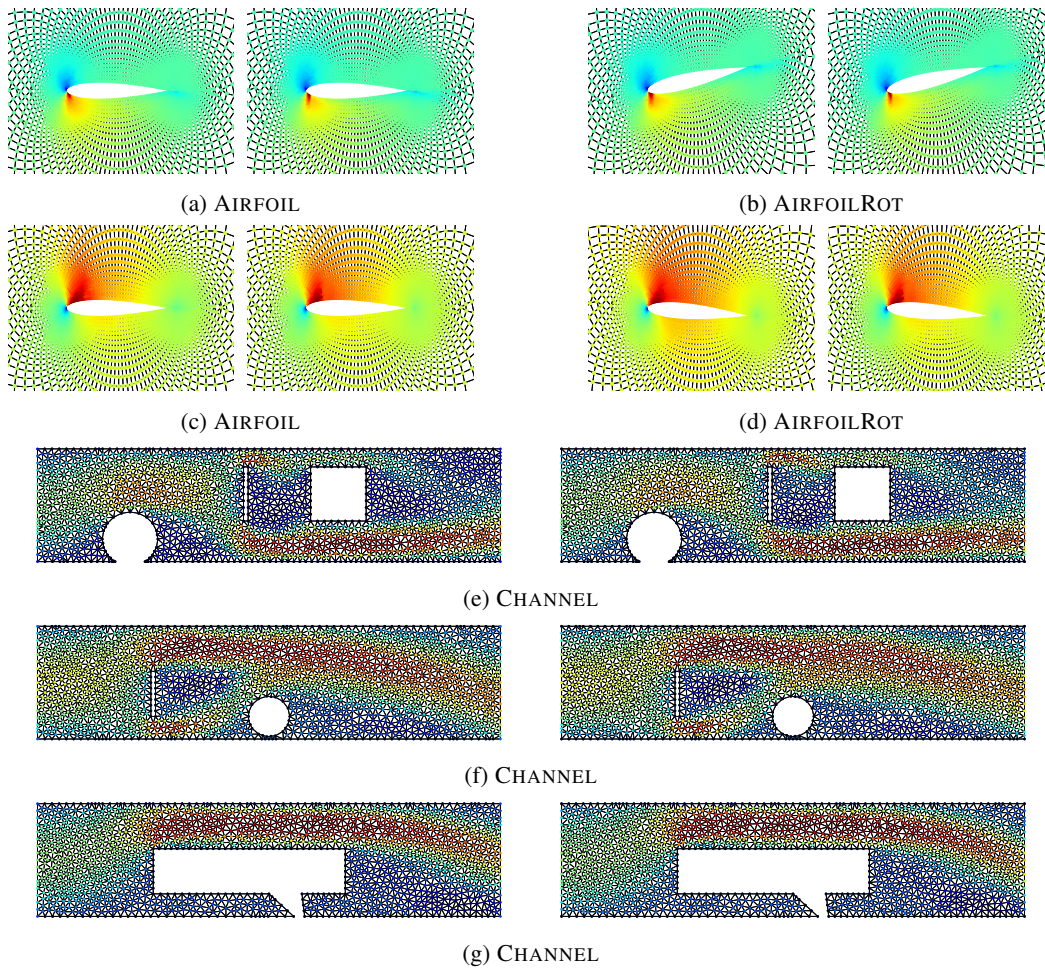 (a) AIRFOIL
(b) AIRFOILROT
(c) AIRFOIL
(d) AIRFOILROT
(e) CHANNEL
(f) CHANNEL
(g) CHANNEL